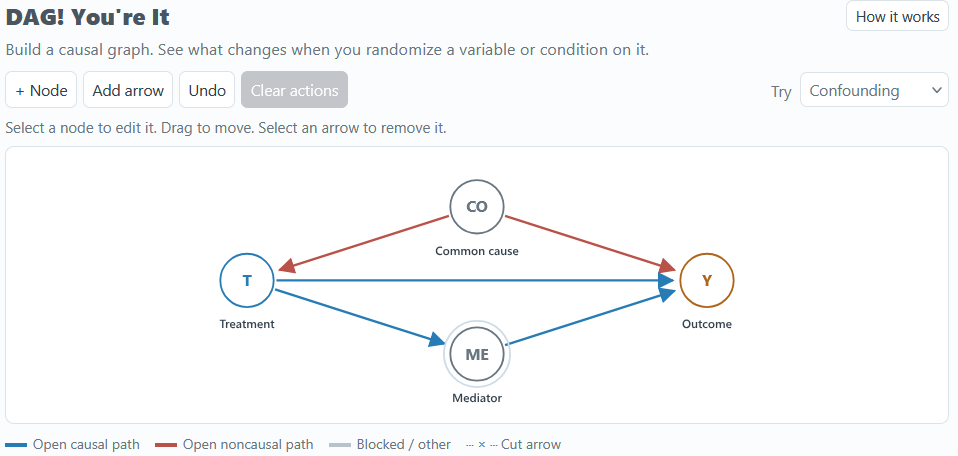 DAG! You're It
How it works
Build a causal graph. See what changes when you randomize a variable or condition on it.
+ Node
Add arrow
Undo
Clear actions
Try
Confounding
Select a node to edit it. Drag to move. Select an arrow to remove it.
CO
Common cause
T
Treatment
Y
Outcome
ME
Mediator
Open causal path
Open noncausal path
Blocked / other
Cut arrow